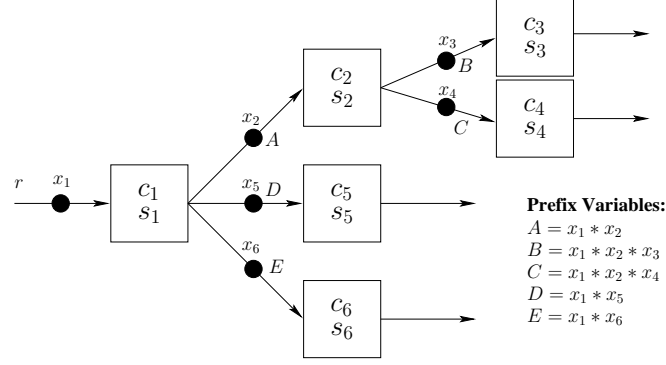 c₃
s₃
x₃
B
c₂
s₂
x₄
C
c₄
s₄
x₂
A
r
x₁
c₁
s₁
x₅ D
c₅
s₅
x₆
E
c₆
s₆
Prefix Variables:
A = x₁ * x₂
B = x₁ * x₂ * x₃
C = x₁ * x₂ * x₄
D = x₁ * x₅
E = x₁ * x₆